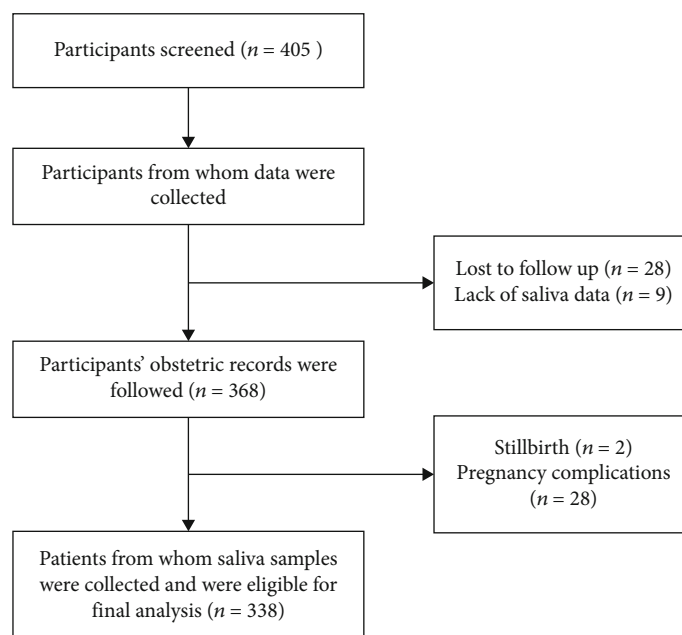 Participants screened (n = 405 )
Participants from whom data were
collected
Lost to follow up (n = 28)
Lack of saliva data (n = 9)
Participants’ obstetric records were
followed (n = 368)
Stillbirth (n = 2)
Pregnancy complications
(n = 28)
Patients from whom saliva samples
were collected and were eligible for
final analysis (n = 338)